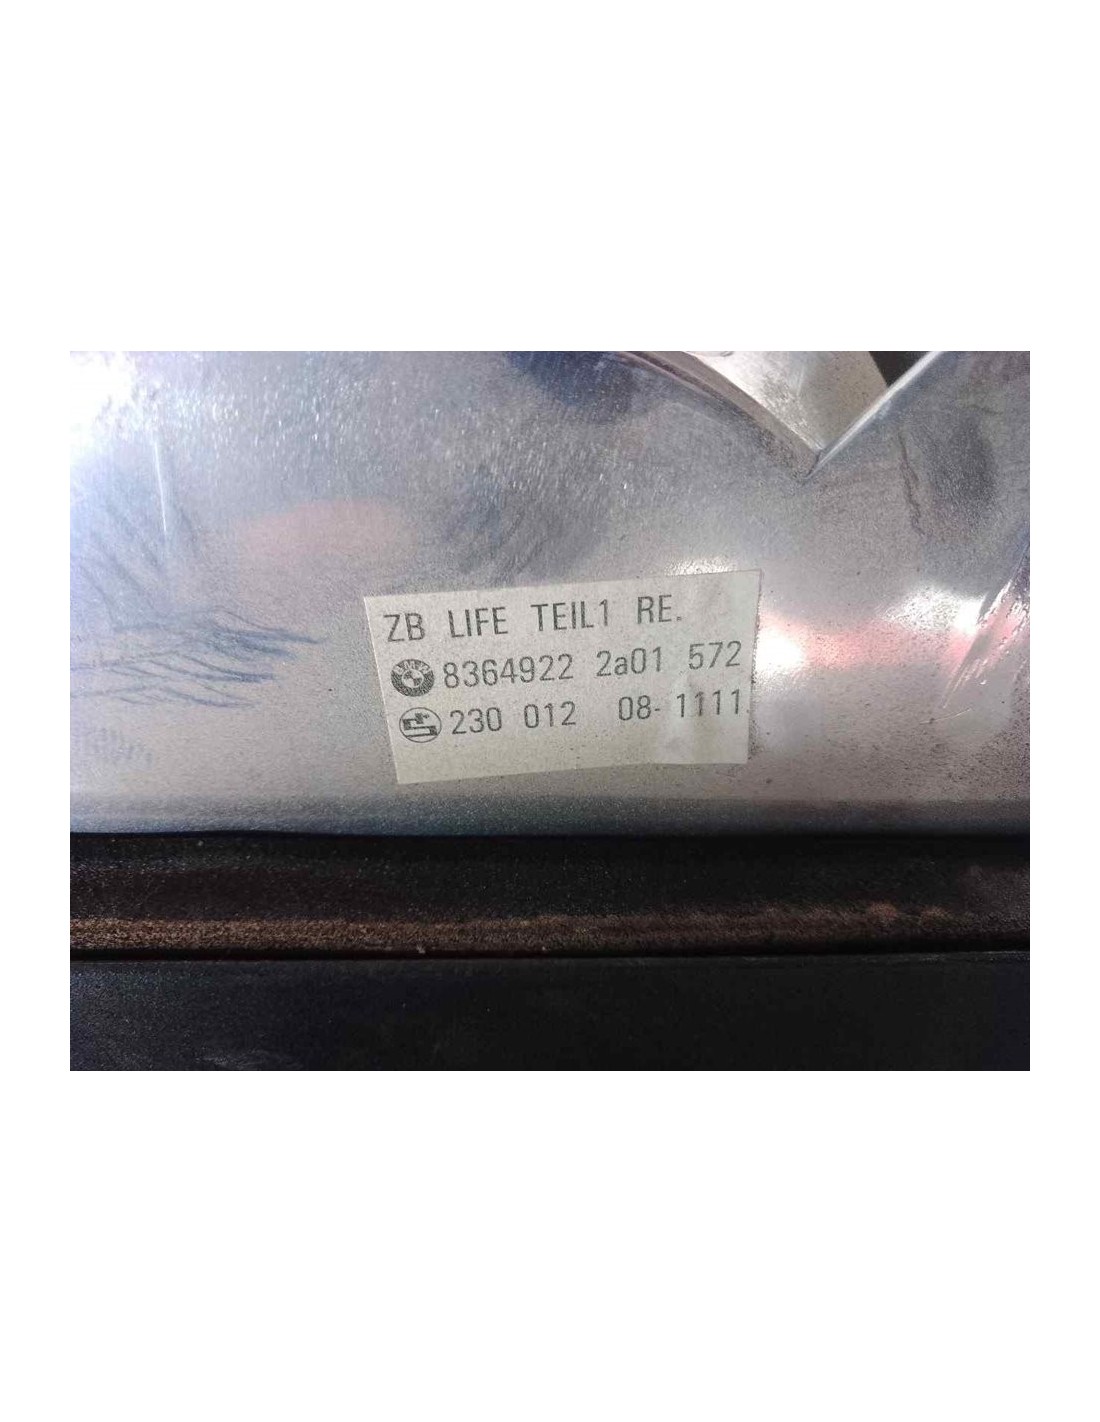 ZB LIFE TEIL1 RE.
8364922 2a01 572
230 012 08-1111